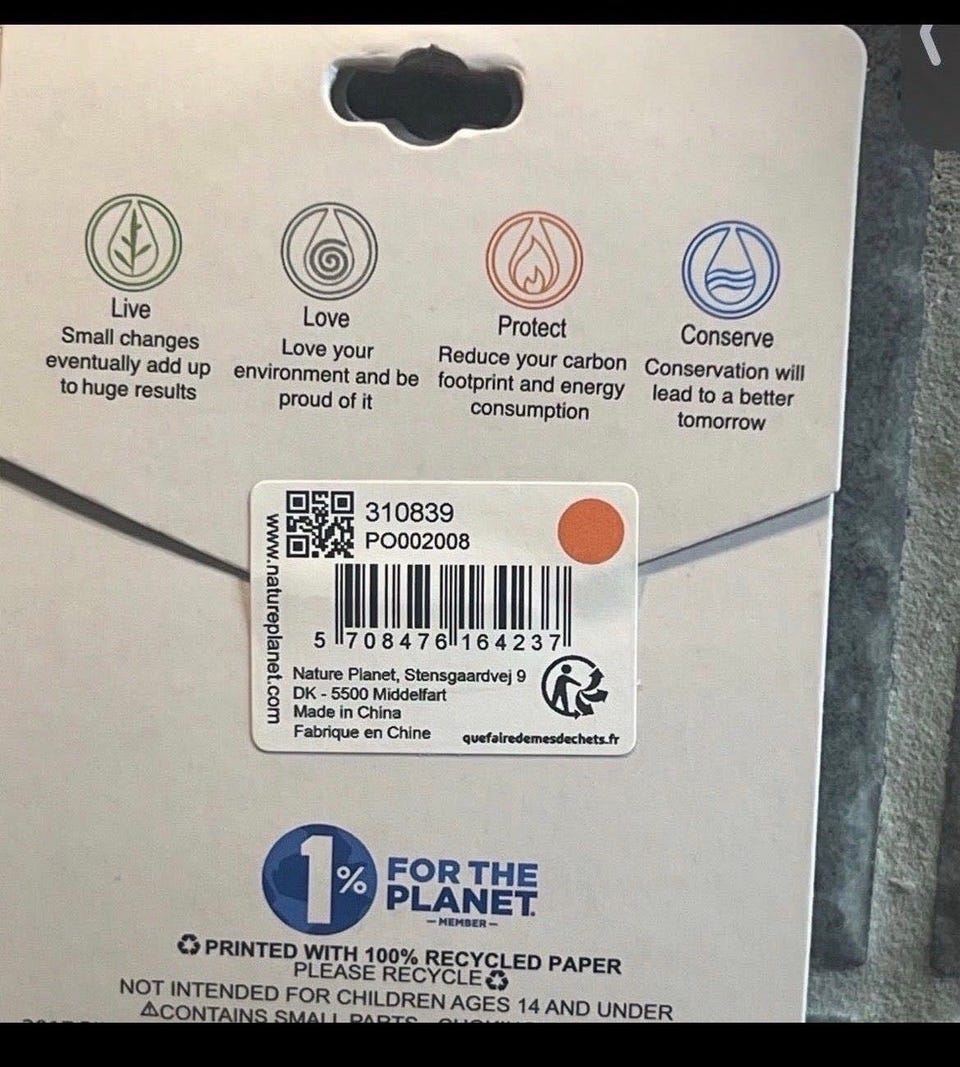 Live
Small changes
eventually add up
to huge results
Love
Love your
environment and be
proud of it
Protect
Reduce your carbon
footprint and energy
consumption
Conserve
Conservation will
lead to a better
tomorrow
www.natureplanet.com
310839
PO002008
5 708476 164237
Nature Planet, Stensgaardvej 9
DK - 5500 Middelfart
Made in China
Fabrique en Chine
quefairedemesdechets.fr
1% FOR THE
PLANET.
MEMBER
PRINTED WITH 100% RECYCLED PAPER
PLEASE RECYCLE
NOT INTENDED FOR CHILDREN AGES 14 AND UNDER
CONTAINS SMALL PARTS